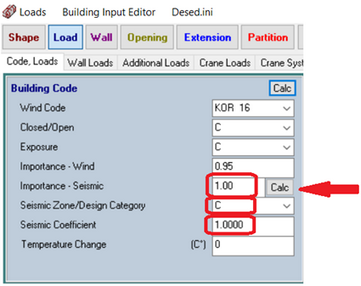 Loads Building Input Editor Desed.ini
Shape Load Wall Opening Extension Partition
Code, Loads Wall Loads Additional Loads Crane Loads Crane Syst
Building Code Calc
Wind Code KOR 16
Closed/Open C
Exposure C
Importance - Wind 0.95
Importance - Seismic 1.00 Calc
Seismic Zone/Design Category C
Seismic Coefficient 1.0000
Temperature Change (C°) 0